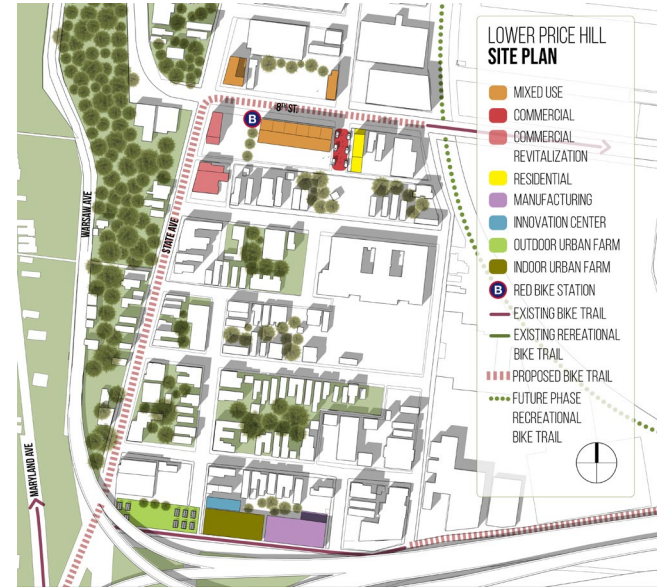 LOWER PRICE HILL
SITE PLAN
MIXED USE
COMMERCIAL
COMMERCIAL
REVITALIZATION
RESIDENTIAL
MANUFACTURING
INNOVATION CENTER
OUTDOOR URBAN FARM
INDOOR URBAN FARM
B RED BIKE STATION
EXISTING BIKE TRAIL
EXISTING REREATIONAL
BIKE TRAIL
PROPOSED BIKE TRAIL
FUTURE PHASE
RECREATIONAL
BIKE TRAIL
8TH ST.
B
WARSAW AVE
STATE AVE
MARYLAND AVE